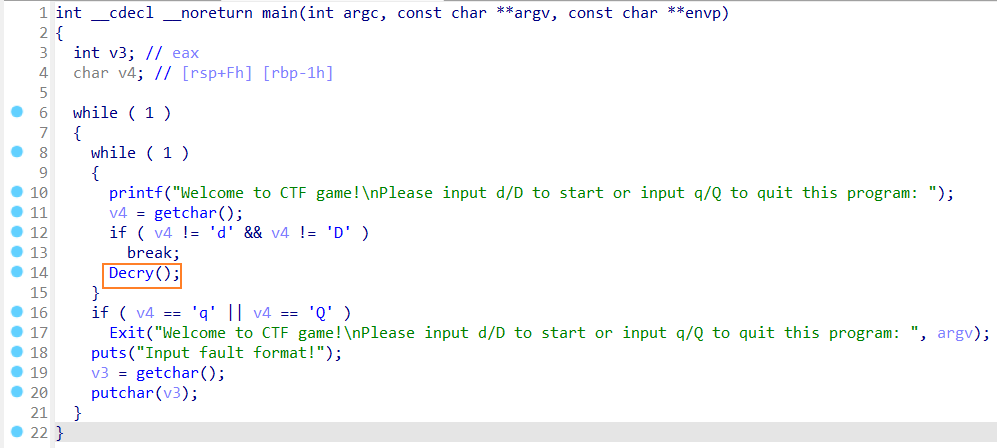 1 int __cdecl __noreturn main(int argc, const char **argv, const char **envp)
2 {
3   int v3; // eax
4   char v4; // [rsp+Fh] [rbp-1h]
5
6   while ( 1 )
7   {
8     while ( 1 )
9     {
10       printf("Welcome to CTF game!\nPlease input d/D to start or input q/Q to quit this program: ");
11       v4 = getchar();
12       if ( v4 != 'd' && v4 != 'D' )
13         break;
14       Decry();
15     }
16     if ( v4 == 'q' || v4 == 'Q' )
17       Exit("Welcome to CTF game!\nPlease input d/D to start or input q/Q to quit this program: ", argv);
18     puts("Input fault format!");
19     v3 = getchar();
20     putchar(v3);
21   }
22 }